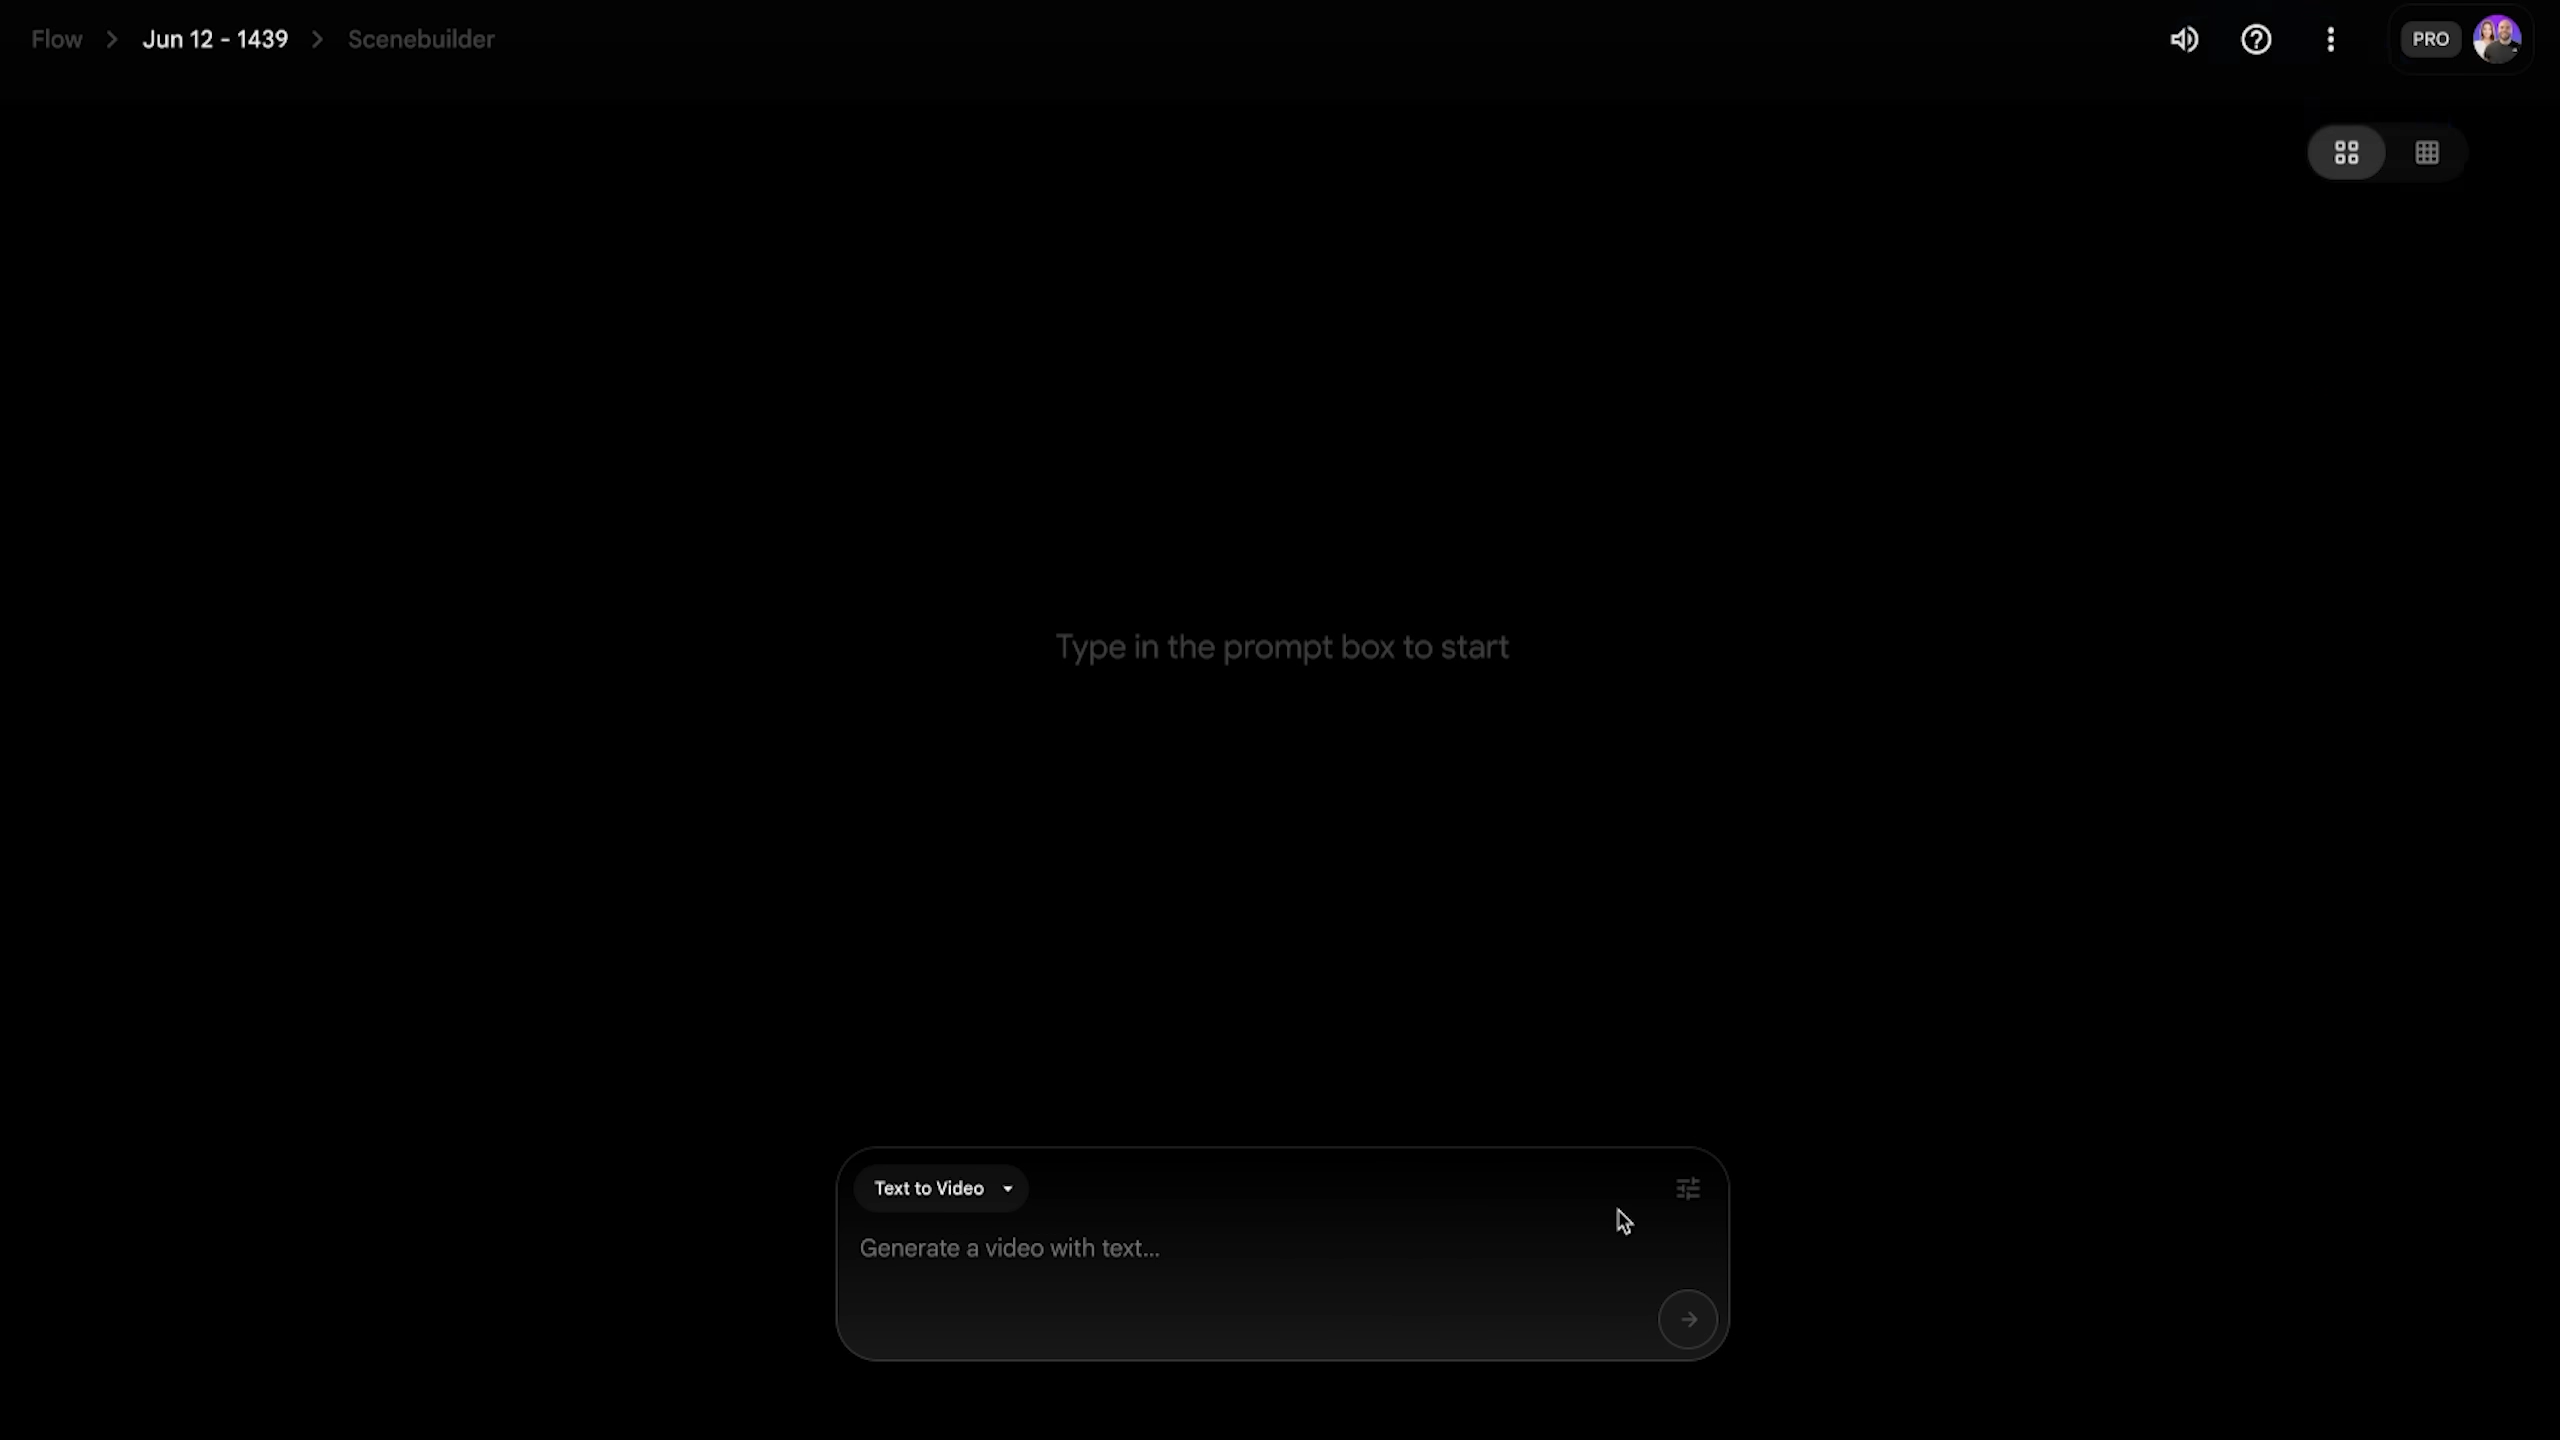 Flow > Jun 12 - 1439 > Scenebuilder
PRO
Type in the prompt box to start
Text to Video
Generate a video with text...